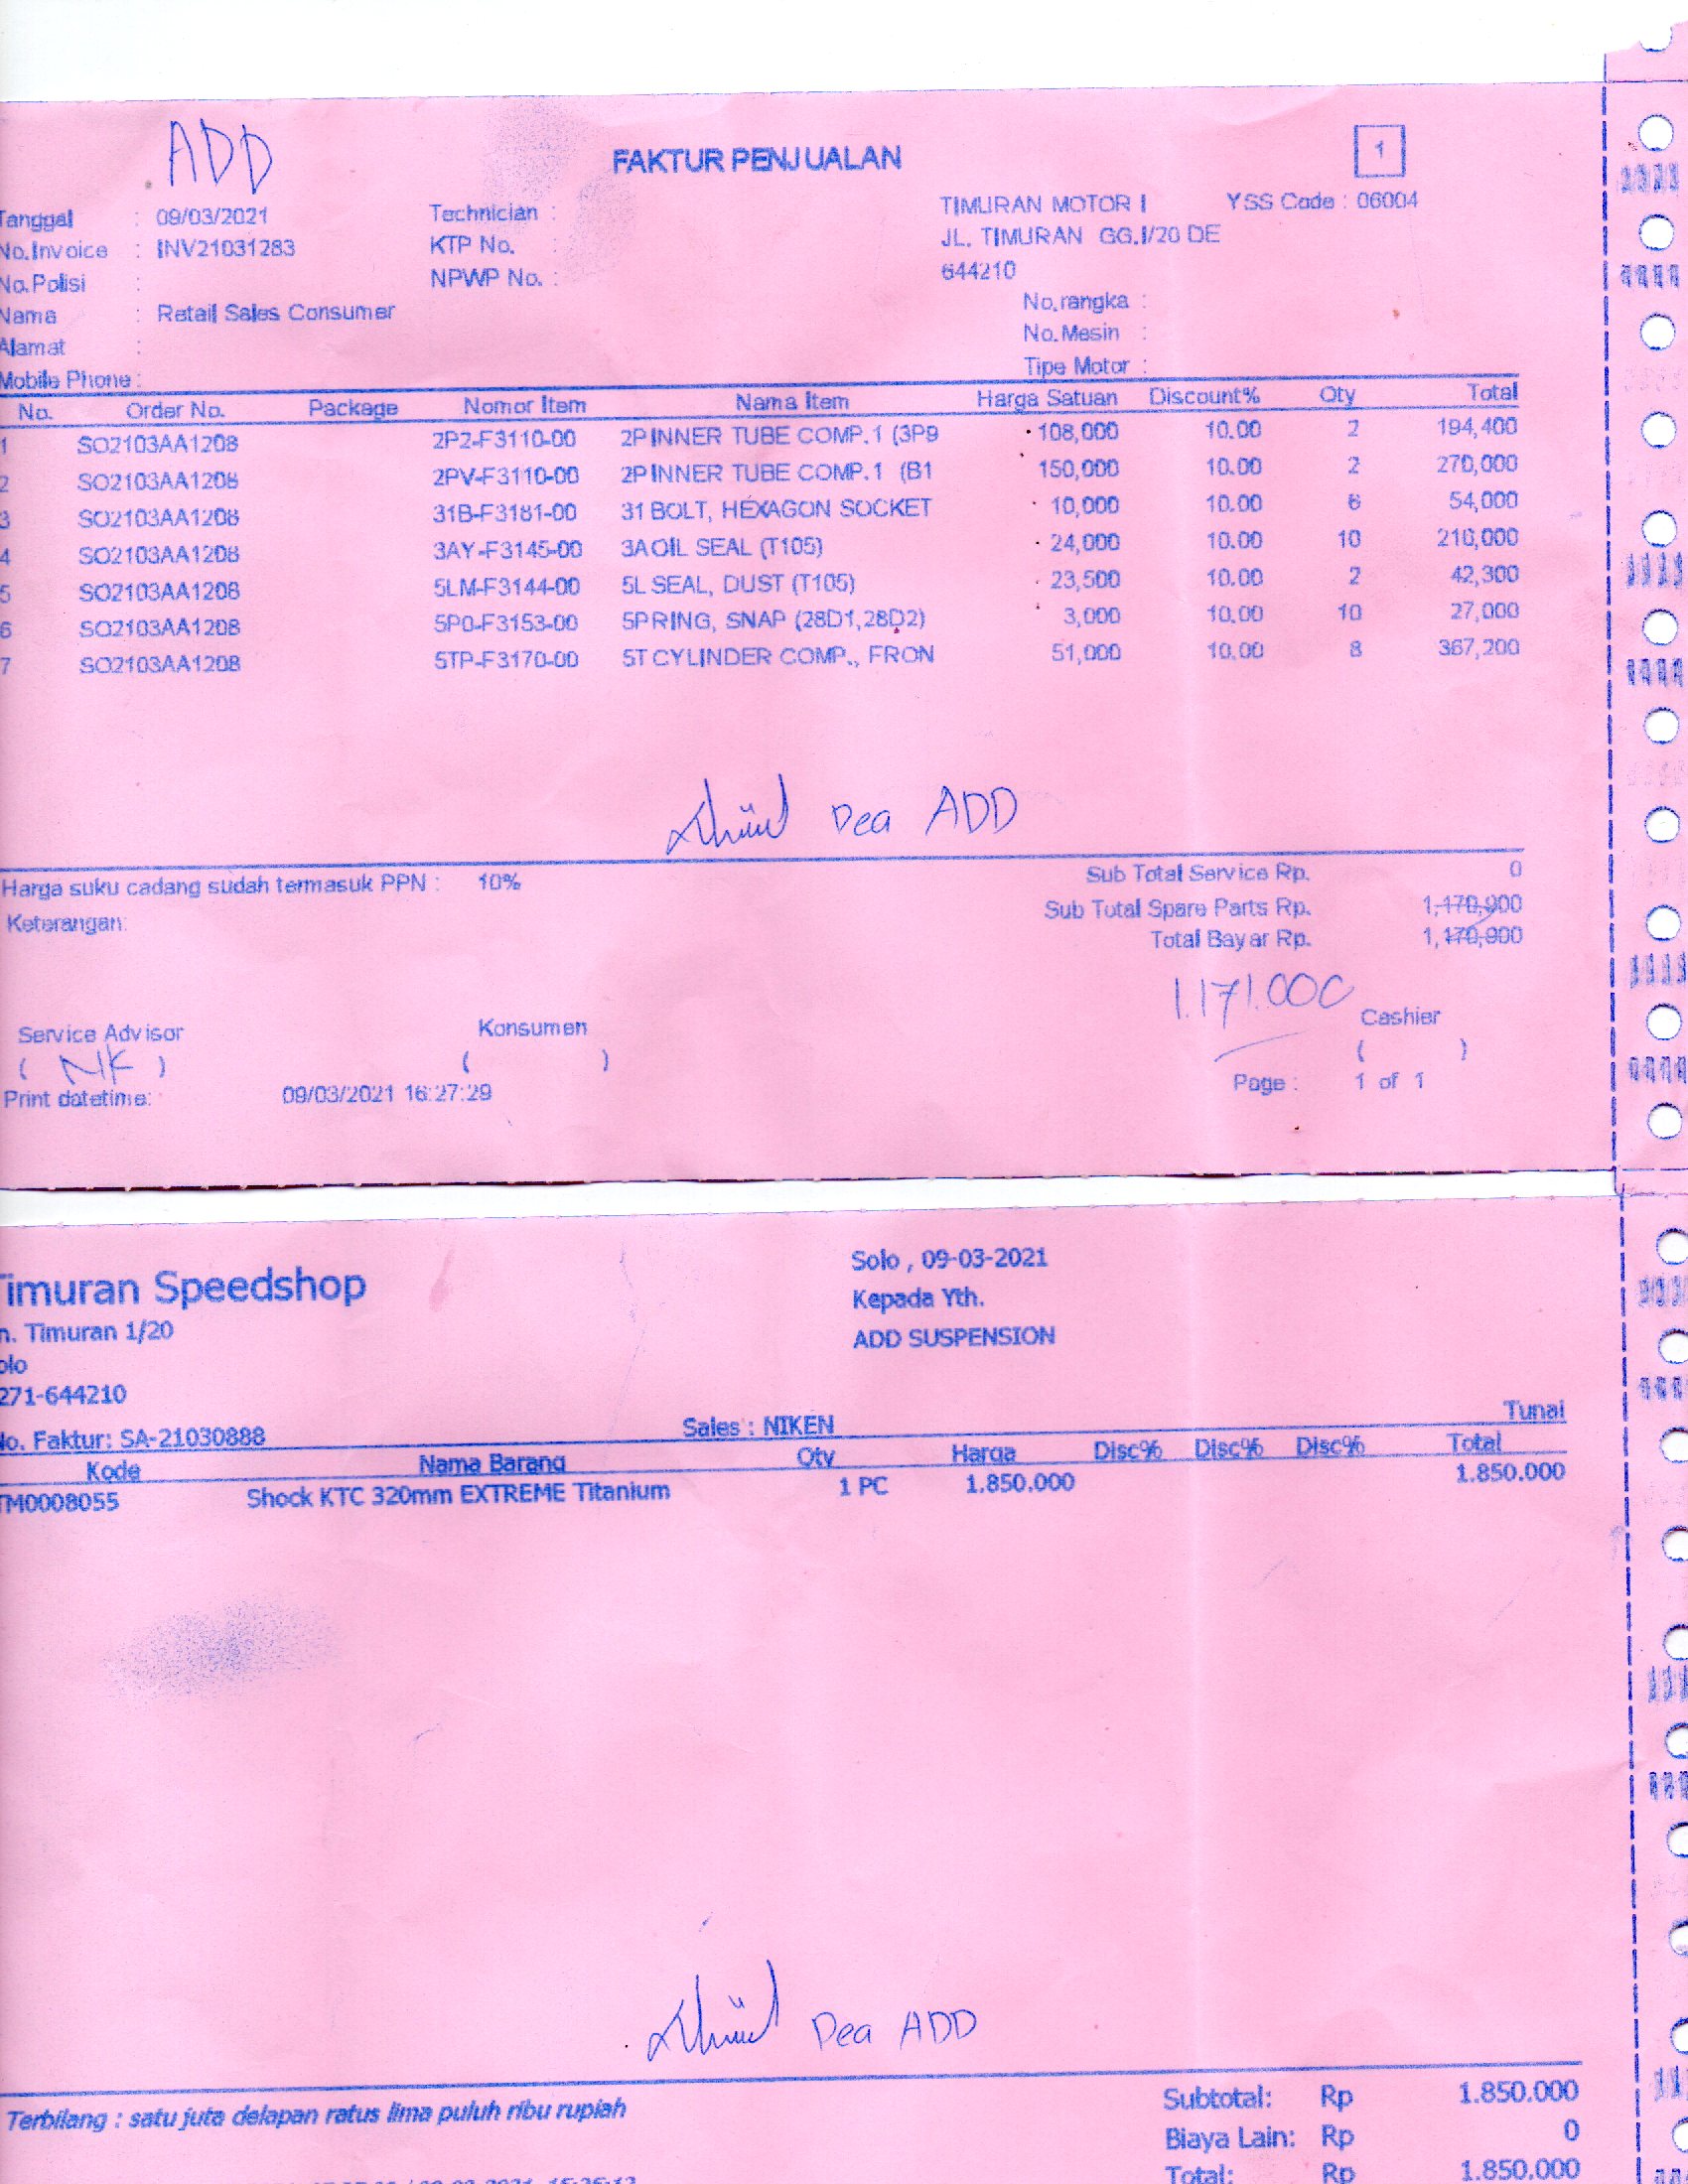 ADD
FAKTUR PENJUALAN
1
Tanggal : 09/03/2021 Technician : TIMURAN MOTOR I YSS Code : 06004
No.Invoice : INV21031283 KTP No. : JL. TIMURAN GG.I/20 DE
No.Polisi : NPWP No. : 644210
Nama : Retail Sales Consumer No.rangka :
Alamat : No.Mesin :
Mobile Phone : Tipe Motor :
No. Order No. Package Nomor Item Nama Item Harga Satuan Discount% Qty Total
1 SO2103AA1208 2P2-F3110-00 2P INNER TUBE COMP.1 (3P9 108,000 10.00 2 194,400
2 SO2103AA1208 2PV-F3110-00 2P INNER TUBE COMP.1 (B1 150,000 10.00 2 270,000
3 SO2103AA1208 31B-F3181-00 31 BOLT, HEXAGON SOCKET 10,000 10.00 6 54,000
4 SO2103AA1208 3AY-F3145-00 3A OIL SEAL (T105) 24,000 10.00 10 216,000
5 SO2103AA1208 5LM-F3144-00 5L SEAL, DUST (T105) 23,500 10.00 2 42,300
6 SO2103AA1208 5P0-F3153-00 5P RING, SNAP (28D1,28D2) 3,000 10.00 10 27,000
7 SO2103AA1208 5TP-F3170-00 5T CYLINDER COMP., FRON 51,000 10.00 8 367,200
Dea ADD
Harga suku cadang sudah termasuk PPN : 10% Sub Total Service Rp. 0
Keterangan: Sub Total Spare Parts Rp. 1,170,900
Total Bayar Rp. 1,170,900
1.171.000
Service Advisor Konsumen Cashier
( NK ) ( ) ( )
Print datetime: 09/03/2021 16:27:29 Page : 1 of 1
Timuran Speedshop Solo , 09-03-2021
n. Timuran 1/20 Kepada Yth.
olo ADD SUSPENSION
271-644210
No. Faktur: SA-21030888 Sales : NIKEN Tunai
Kode Nama Barang Qty Harga Disc% Disc% Disc% Total
TM0008055 Shock KTC 320mm EXTREME Titanium 1 PC 1.850.000 1.850.000
Dea ADD
Terbilang : satu juta delapan ratus lima puluh ribu rupiah Subtotal: Rp 1.850.000
Biaya Lain: Rp 0
Total: Rp 1.850.000